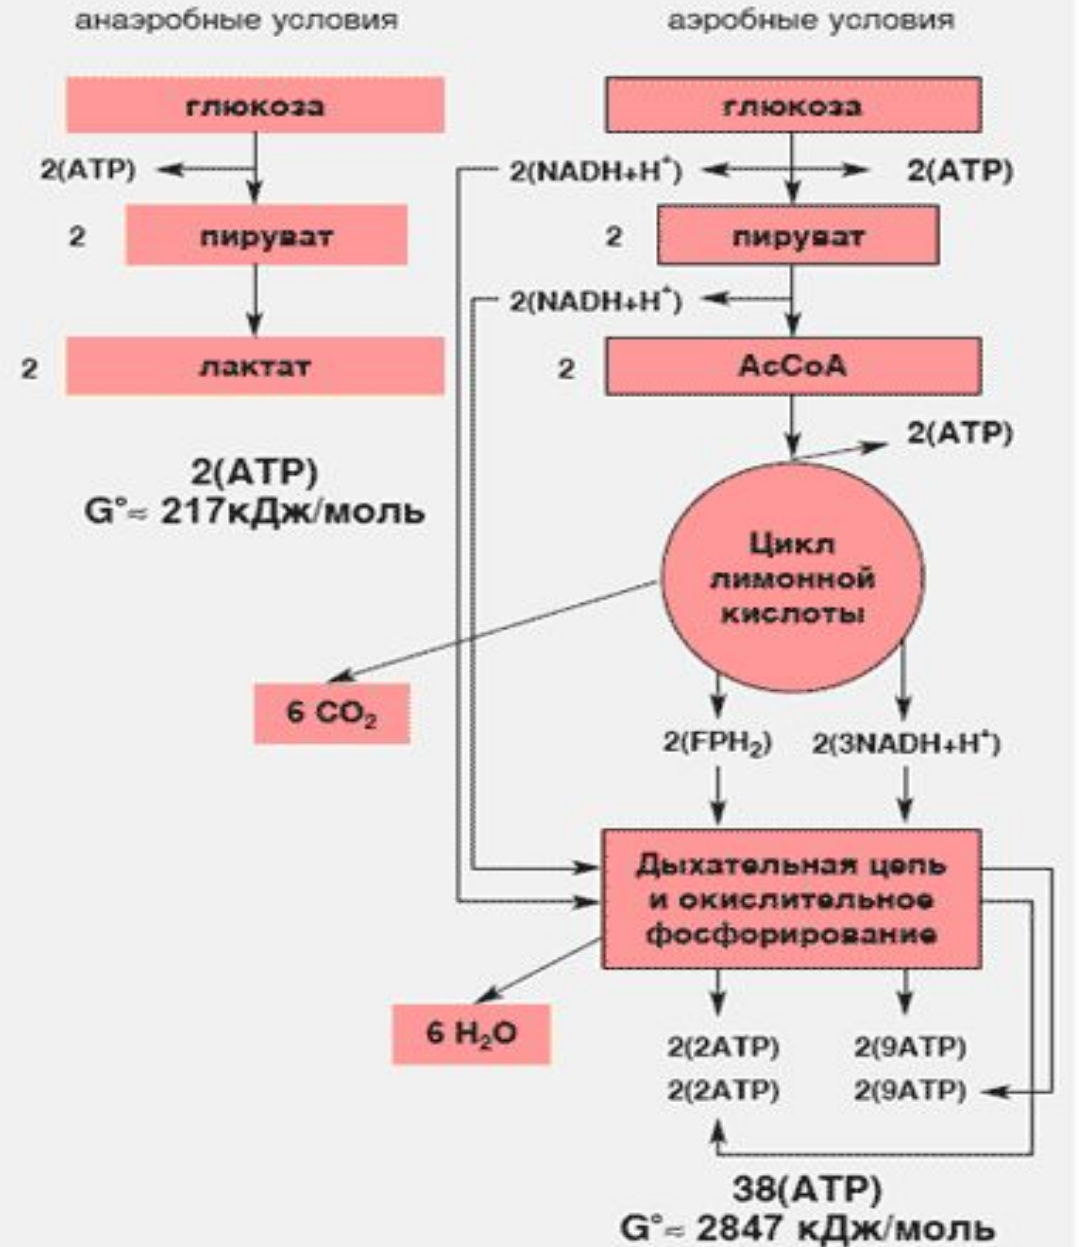 анаэробные условия
глюкоза
2(ATP)
2 пируват
2 лактат
2(ATP)
G°≈ 217кДж/моль
аэробные условия
глюкоза
2(NADH+H⁺) 2(ATP)
2 пируват
2(NADH+H⁺)
2 AcCoA
2(ATP)
Цикл
лимонной
кислоты
6 CO₂
2(FPH₂) 2(3NADH+H⁺)
Дыхательная цепь
и окислительное
фосфорирование
6 H₂O
2(2ATP) 2(9ATP)
2(2ATP) 2(9ATP)
38(ATP)
G°≈ 2847 кДж/моль